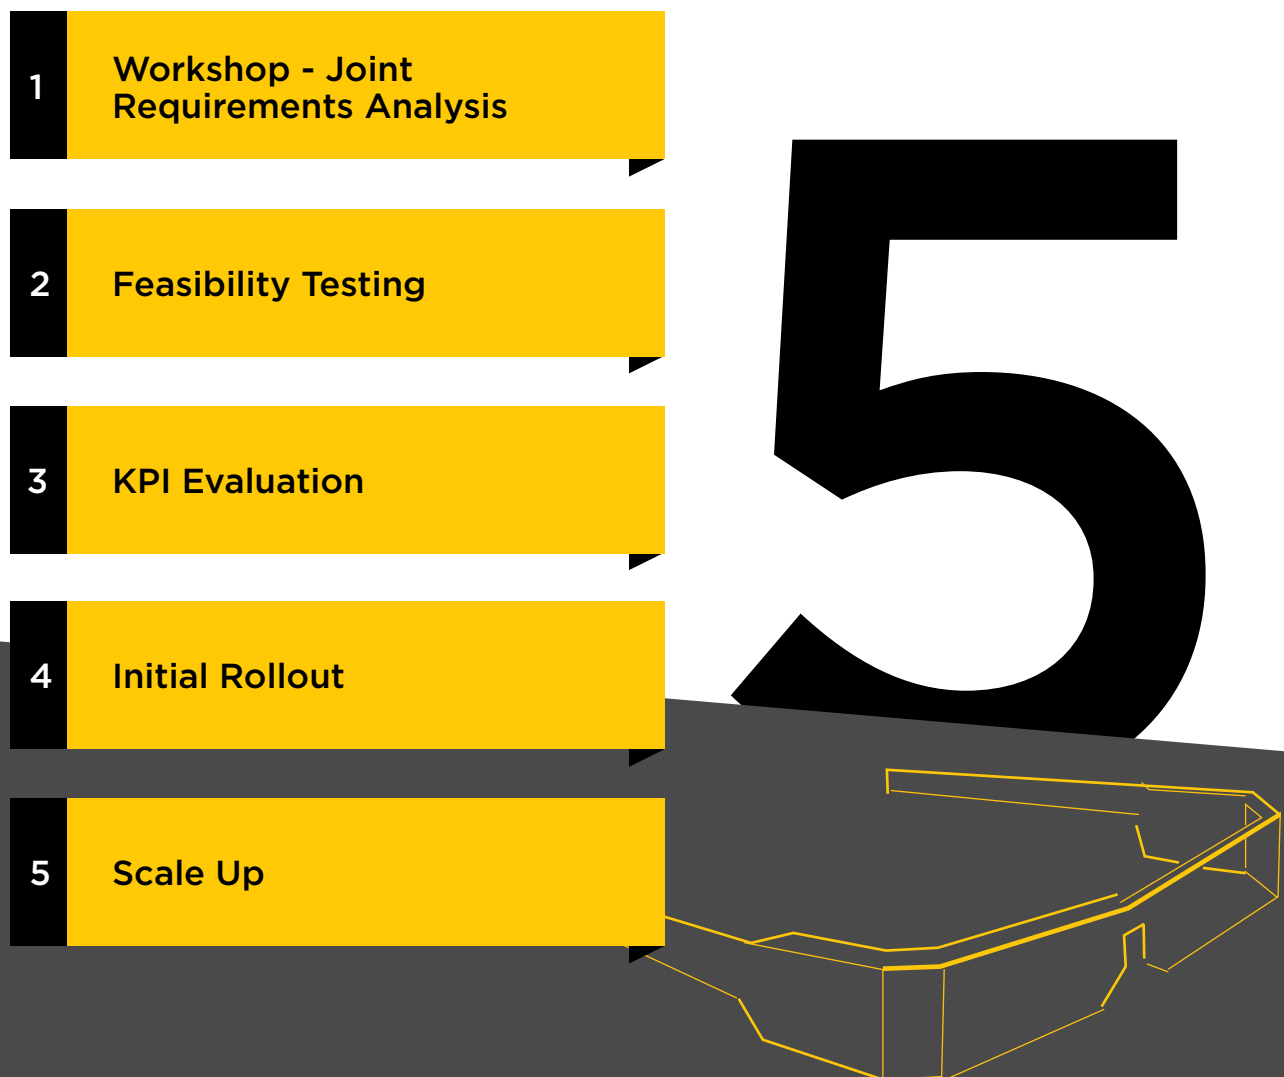 1
Workshop - Joint
Requirements Analysis
2
Feasibility Testing
3
KPI Evaluation
4
Initial Rollout
5
Scale Up
5